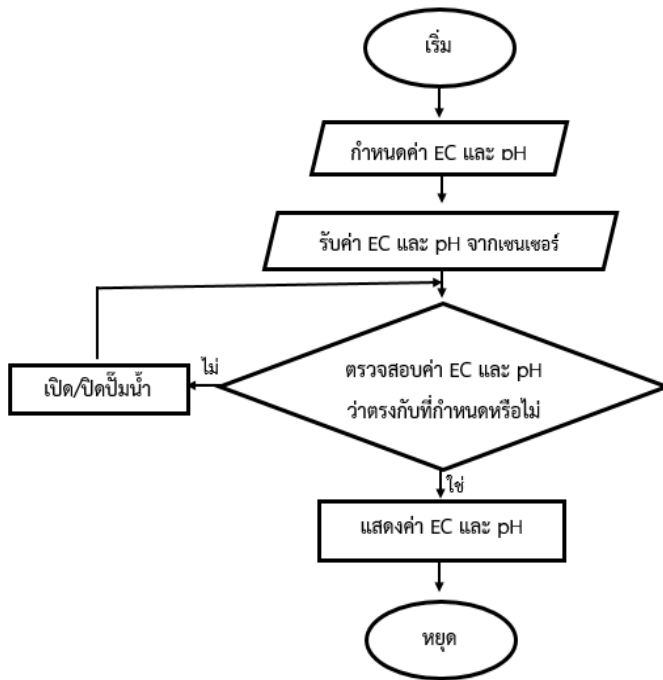 เริ่ม
กำหนดค่า EC และ pH
รับค่า EC และ pH จากเซนเซอร์
ไม่
เปิด/ปิดปั๊มน้ำ
ตรวจสอบค่า EC และ pH
ว่าตรงกับที่กำหนดหรือไม่
ใช่
แสดงค่า EC และ pH
หยุด